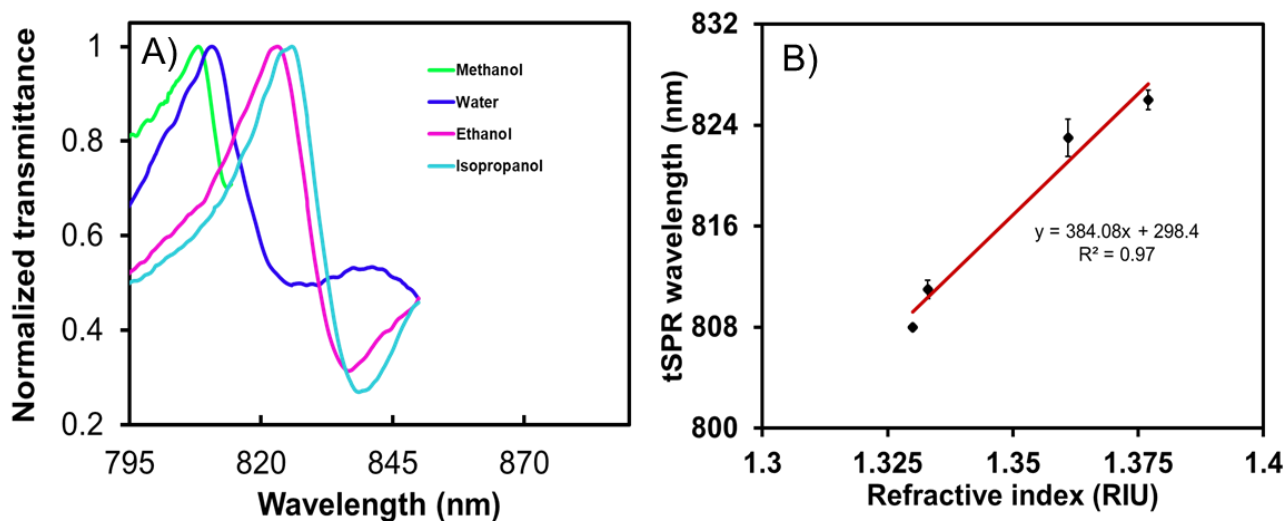 A)
Normalized transmittance
1
0.8
0.6
0.4
0.2
795
820
845
870
Wavelength (nm)
Methanol
Water
Ethanol
Isopropanol
B)
tSPR wavelength (nm)
832
824
816
808
800
1.3
1.325
1.35
1.375
1.4
Refractive index (RIU)
y = 384.08x + 298.4
R² = 0.97